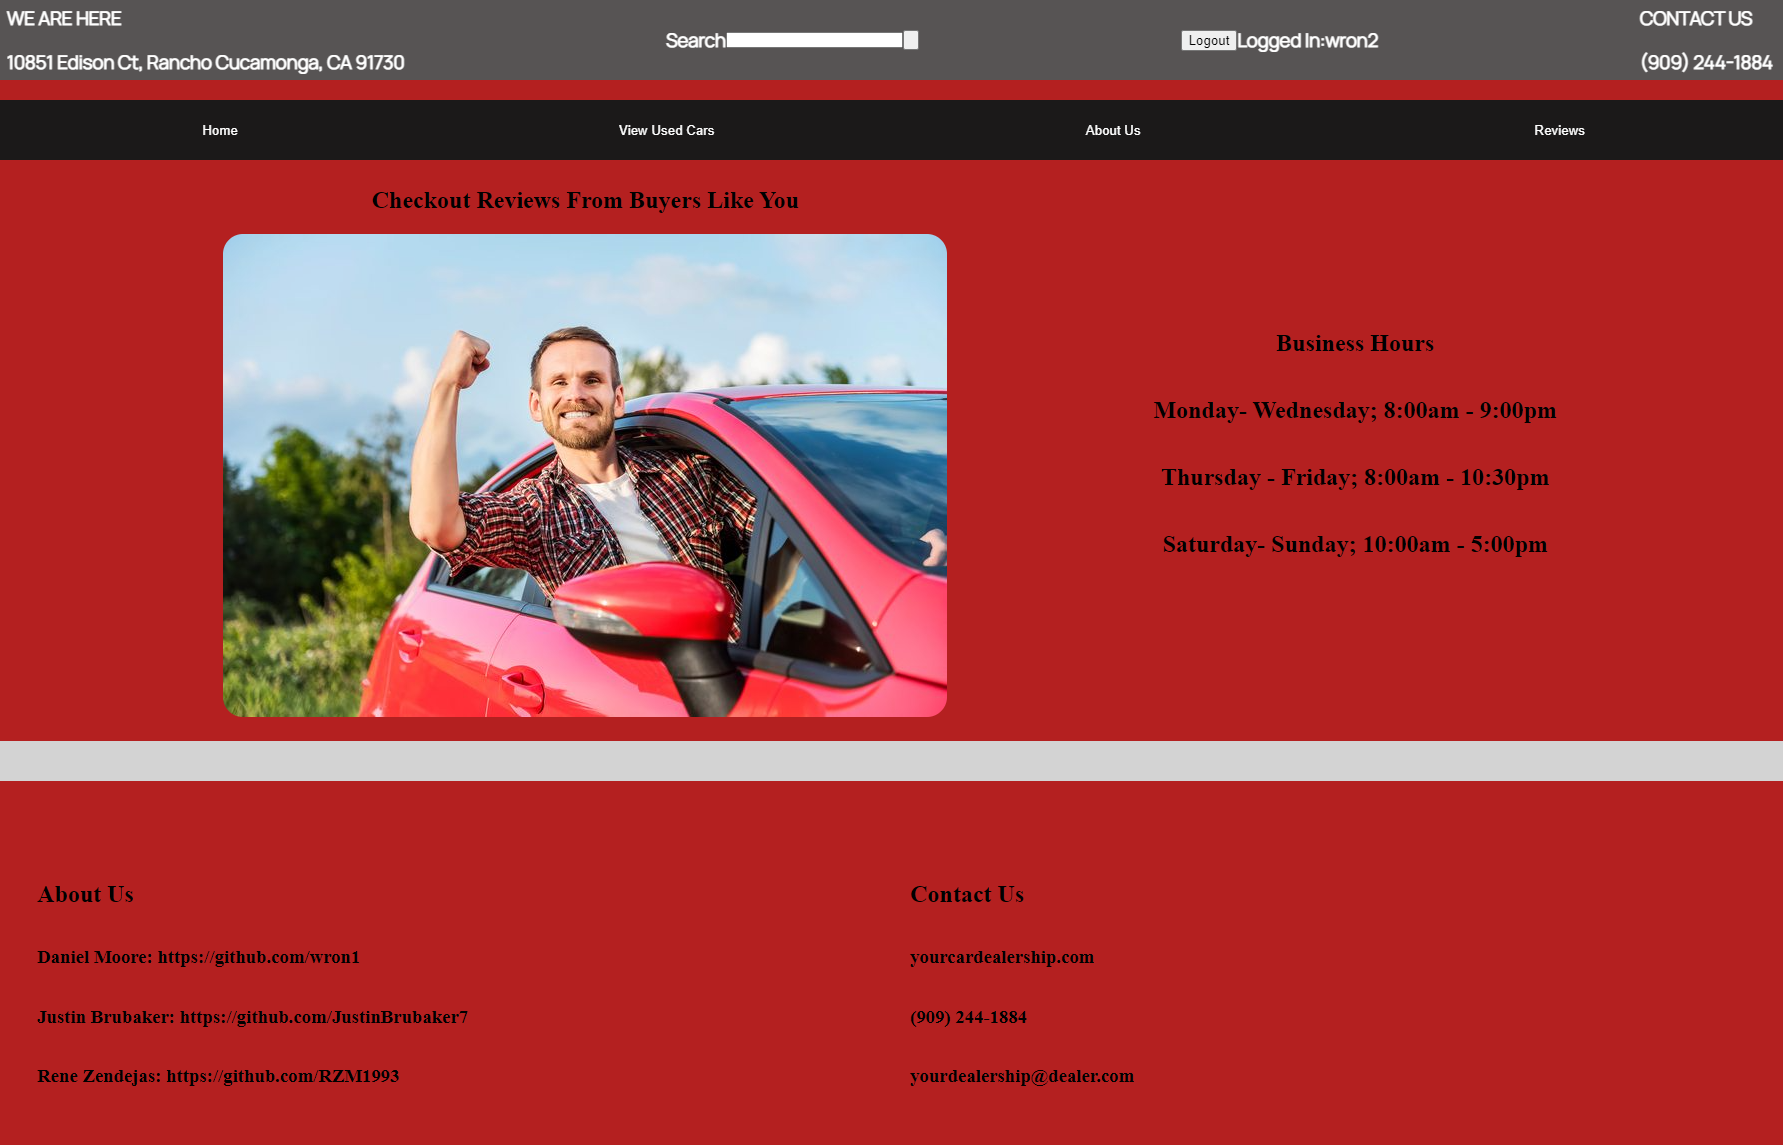 WE ARE HERE
10851 Edison Ct, Rancho Cucamonga, CA 91730
Search
Logout Logged In:wron2
CONTACT US
(909) 244-1884
Home
View Used Cars
About Us
Reviews
Checkout Reviews From Buyers Like You
Business Hours
Monday- Wednesday; 8:00am - 9:00pm
Thursday - Friday; 8:00am - 10:30pm
Saturday- Sunday; 10:00am - 5:00pm
About Us
Daniel Moore: https://github.com/wron1
Justin Brubaker: https://github.com/JustinBrubaker7
Rene Zendejas: https://github.com/RZM1993
Contact Us
yourcardealership.com
(909) 244-1884
yourdealership@dealer.com